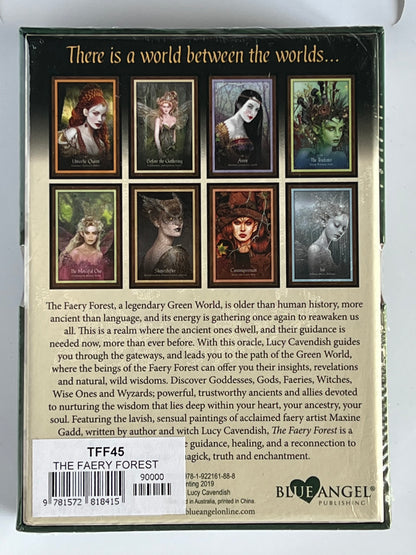 There is a world between the worlds...
Unseelie Queen
Before the Gathering
Annie
The Trickster
The Merciful One
Shapeshifter
Cunningwoman
Ice
The Faery Forest, a legendary Green World, is older than human history, more
ancient than language, and its energy is gathering once again to reawaken us
all. This is a realm where the ancient ones dwell, and their guidance is
needed now, more than ever before. With this oracle, Lucy Cavendish guides
you through the gateways, and leads you to the path of the Green World,
where the beings of the Faery Forest can offer you their insights, revelations
and natural, wild wisdoms. Discover Goddesses, Gods, Faeries, Witches,
Wise Ones and Wyzards; powerful, trustworthy ancients and allies devoted
to nurturing the wisdom that lies deep within your heart, your ancestry, your
soul. Featuring the lavish, sensual paintings of acclaimed faery artist Maxine
Gadd, written by author and witch Lucy Cavendish, The Faery Forest is a
guidance, healing, and a reconnection to
magick, truth and enchantment.
TFF45
THE FAERY FOREST
90000
9 781572 818415
978-1-922161-88-8
nting 2019
Lucy Cavendish
in Australia, printed in China.
blueangelonline.com
BLUE ANGEL®
PUBLISHING